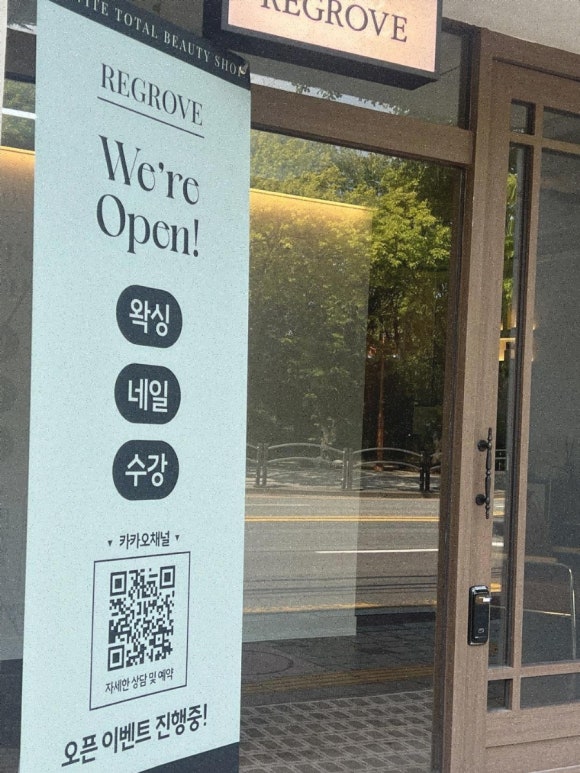 TOTAL BEAUTY SHOP
REGROVE
REGROVE
We're
Open!
왁싱
네일
수강
▼ 카카오채널 ▼
자세한 상담 및 예약
오픈 이벤트 진행중!